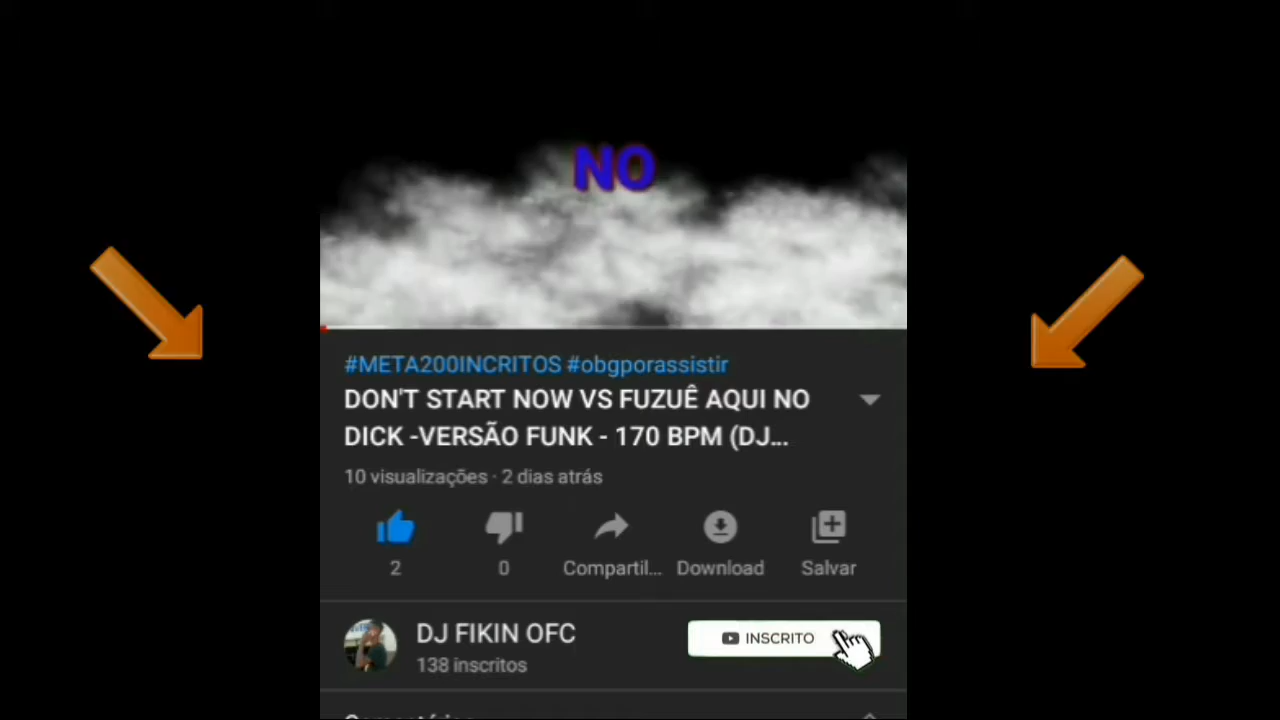 NO
#META200INCRITOS #obgporassistir
DON'T START NOW VS FUZUÊ AQUI NO
DICK -VERSÃO FUNK - 170 BPM (DJ...
10 visualizações · 2 dias atrás
2
0
Compartil...
Download
Salvar
DJ FIKIN OFC
INSCRITO
138 inscritos